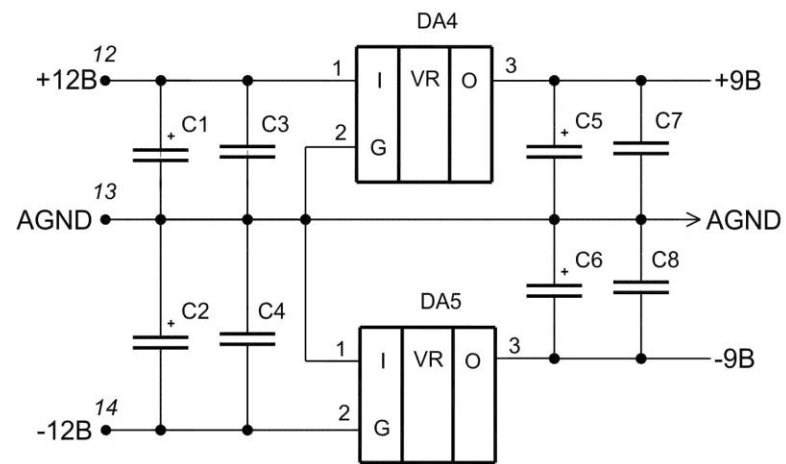 DA4
12
+12В
1
I
VR
O
3
+9В
+
C1
C3
2
G
+
C5
C7
13
AGND
AGND
+
C2
C4
+
C6
C8
DA5
1
I
VR
O
3
-9В
14
-12В
2
G